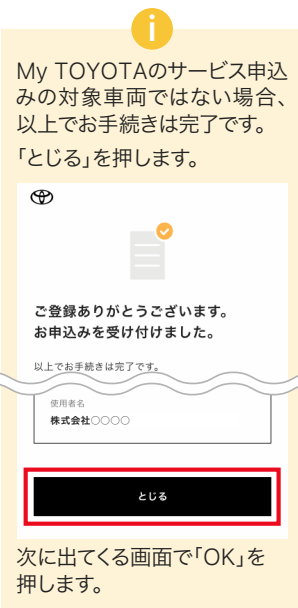 i
My TOYOTAのサービス申込
みの対象車両ではない場合、
以上でお手続きは完了です。
「とじる」を押します。
ご登録ありがとうございます。
お申込みを受け付けました。
以上でお手続きは完了です。
使用者名
株式会社○○○○
とじる
次に出てくる画面で「OK」を
押します。